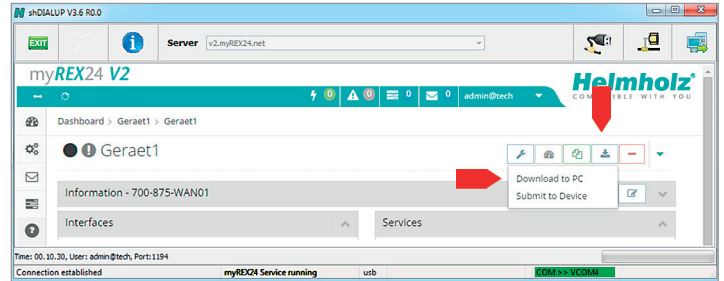 shDIALUP V3.6 R0.0
EXIT
Server v2.myREX24.net
myREX24 V2
Helmholz
COMPATIBLE WITH YOU
0 0 0 0 admin@tech
Dashboard > Geraet1 > Geraet1
Geraet1
Download to PC
Submit to Device
Information - 700-875-WAN01
Interfaces
Services
Time: 00.10.30, User: admin@tech, Port:1194
Connection established myREX24 Service running usb COM >> VCOM4